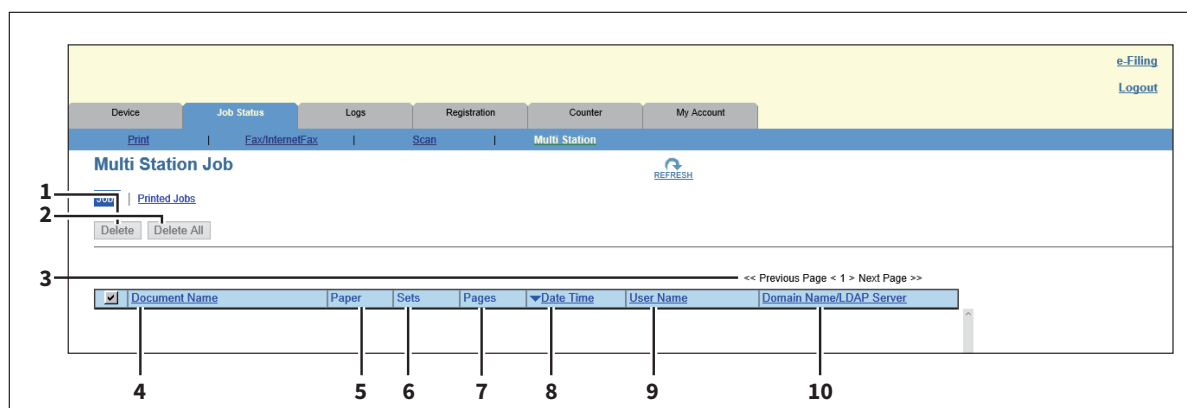 e-Filing
Logout
Device Job Status Logs Registration Counter My Account
Print | Fax/InternetFax | Scan | Multi Station
Multi Station Job
REFRESH
1
Job | Printed Jobs
2
Delete Delete All
3
<< Previous Page < 1 > Next Page >>
Document Name Paper Sets Pages Date Time User Name Domain Name/LDAP Server
4 5 6 7 8 9 10